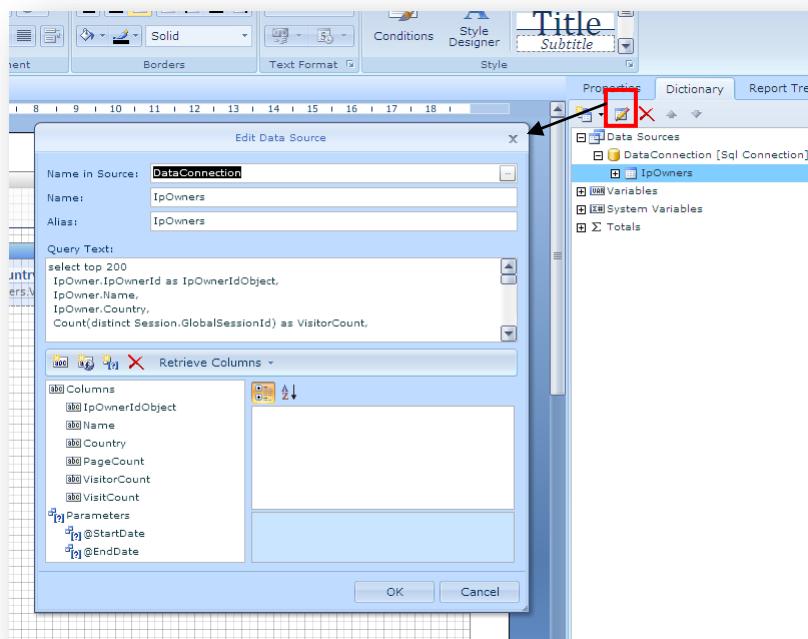 Solid
Conditions
Style
Designer
Title
Subtitle
ment
Borders
Text Format
Style
Properties
Dictionary
Report Tre
8 9 10 11 12 13 14 15 16 17 18
Data Sources
DataConnection [Sql Connection]
IpOwners
Variables
System Variables
Totals
Edit Data Source
Name in Source:
DataConnection
Name:
IpOwners
Alias:
IpOwners
Query Text:
select top 200
IpOwner.IpOwnerId as IpOwnerIdObject,
IpOwner.Name,
IpOwner.Country,
Count(distinct Session.GlobalSessionId) as VisitorCount,
untr
ers.V
Retrieve Columns
Columns
IpOwnerIdObject
Name
Country
PageCount
VisitorCount
VisitCount
Parameters
@StartDate
@EndDate
OK
Cancel